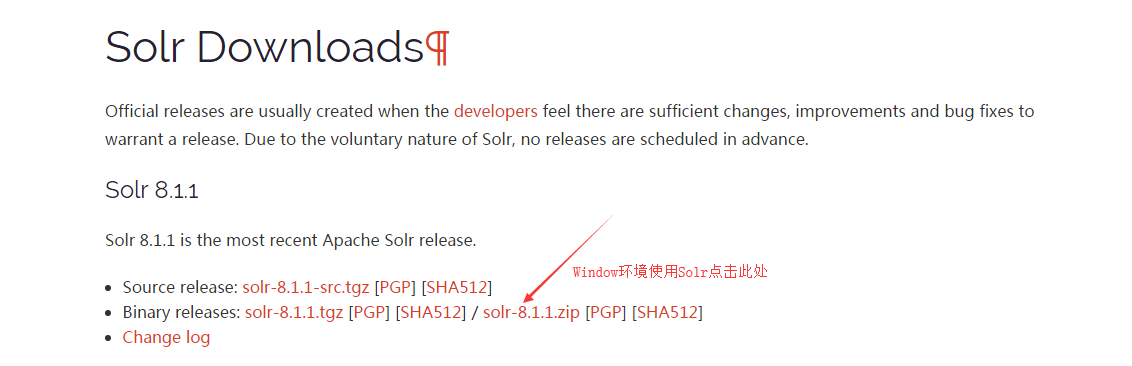 Solr Downloads¶
Official releases are usually created when the developers feel there are sufficient changes, improvements and bug fixes to
warrant a release. Due to the voluntary nature of Solr, no releases are scheduled in advance.
Solr 8.1.1
Solr 8.1.1 is the most recent Apache Solr release.
Window环境使用Solr点击此处
• Source release: solr-8.1.1-src.tgz [PGP] [SHA512]
• Binary releases: solr-8.1.1.tgz [PGP] [SHA512] / solr-8.1.1.zip [PGP] [SHA512]
• Change log